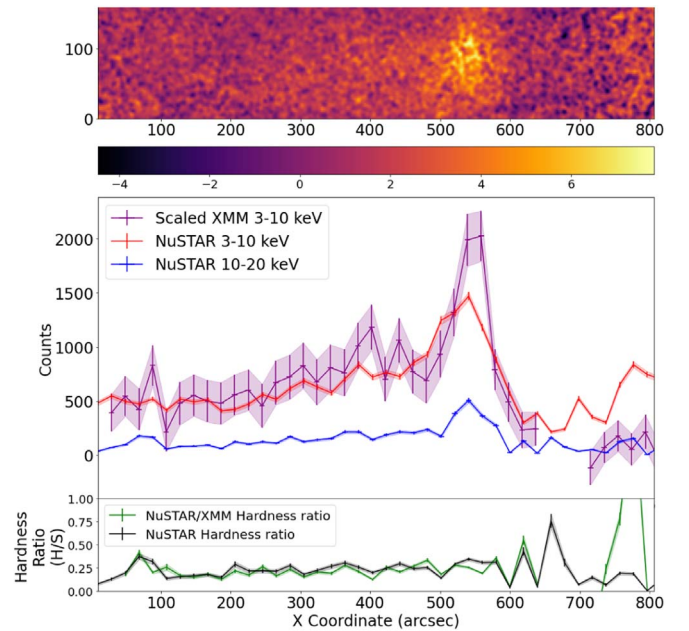 100
0
100 200 300 400 500 600 700 800
−4 −2 0 2 4 6
Scaled XMM 3-10 keV
NuSTAR 3-10 keV
NuSTAR 10-20 keV
2000
1500
1000
500
0
Counts
1.00
0.75
0.50
0.25
0.00
Hardness
Ratio
(H/S)
NuSTAR/XMM Hardness ratio
NuSTAR Hardness ratio
100 200 300 400 500 600 700 800
X Coordinate (arcsec)